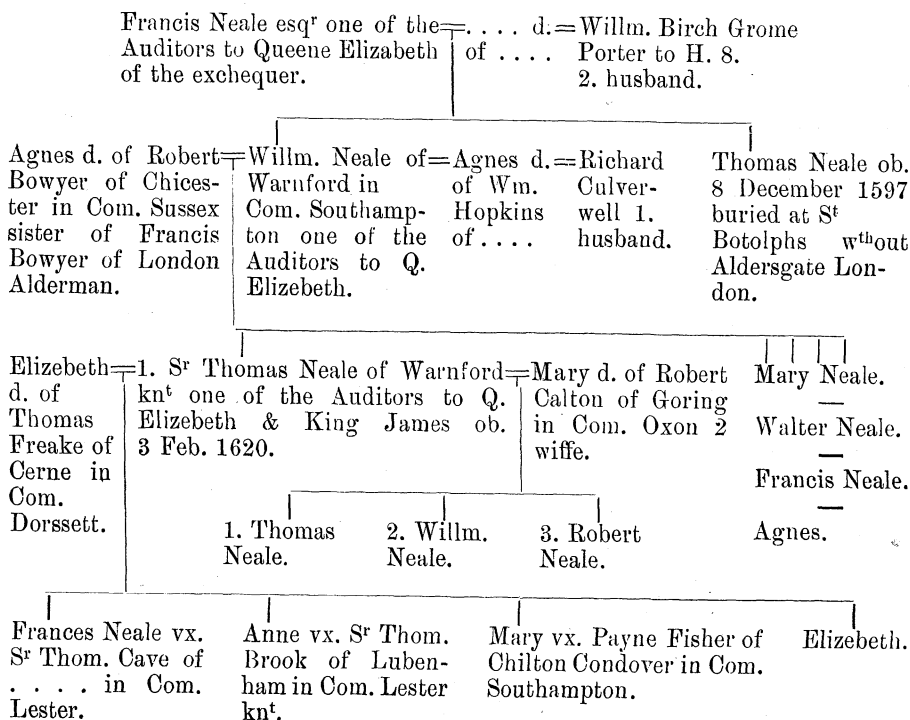 Francis Neale esqʳ one of the=. . . . d.=Willm. Birch Grome
Auditors to Queene Elizabeth of . . . . Porter to H. 8.
of the exchequer. 2. husband.
Agnes d. of Robert=Willm. Neale of=Agnes d.=Richard Thomas Neale ob.
Bowyer of Chices- Warnford in of Wm. Culver- 8 December 1597
ter in Com. Sussex Com. Southamp- Hopkins well 1. buried at Sᵗ
sister of Francis ton one of the of . . . . husband. Botolphs wᵗʰout
Bowyer of London Auditors to Q. Aldersgate Lon-
Alderman. Elizebeth. don.
Elizebeth=1. Sʳ Thomas Neale of Warnford=Mary d. of Robert Mary Neale.
d. of knᵗ one of the Auditors to Q. Calton of Goring —
Thomas Elizebeth & King James ob. in Com. Oxon 2 Walter Neale.
Freake of 3 Feb. 1620. wiffe. —
Cerne in Francis Neale.
Com. —
Dorssett. 1. Thomas 2. Willm. 3. Robert Agnes.
Neale. Neale. Neale.
Frances Neale vx. Anne vx. Sʳ Thom. Mary vx. Payne Fisher of Elizebeth.
Sʳ Thom. Cave of Brook of Luben- Chilton Condover in Com.
. . . . in Com. ham in Com. Lester Southampton.
Lester. knᵗ.